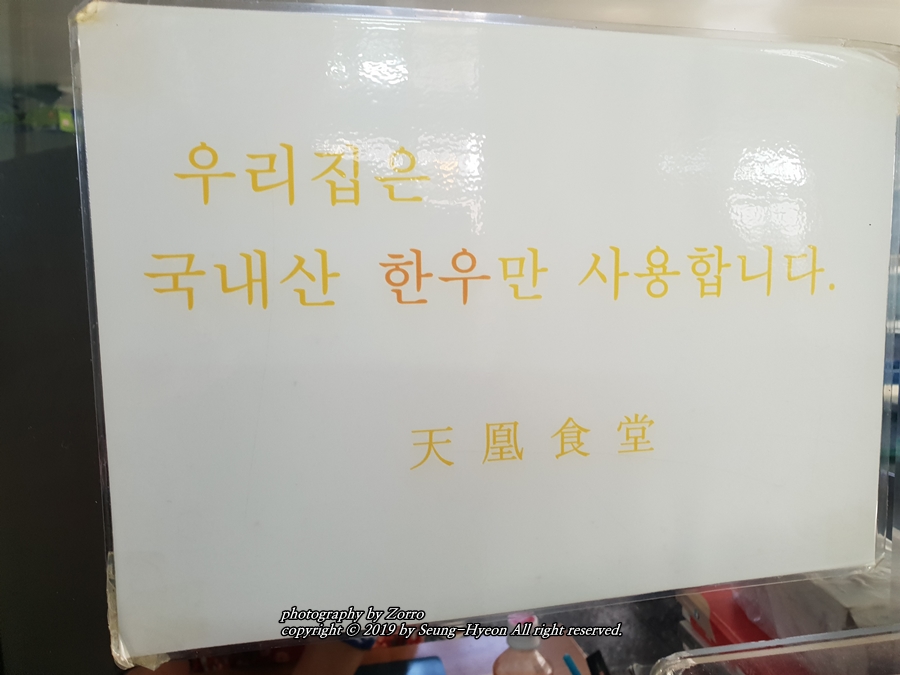 우리집은
국내산 한우만 사용합니다.
天凰食堂
photography by Zorro
copyright © 2019 by Seung-Hyeon All right reserved.